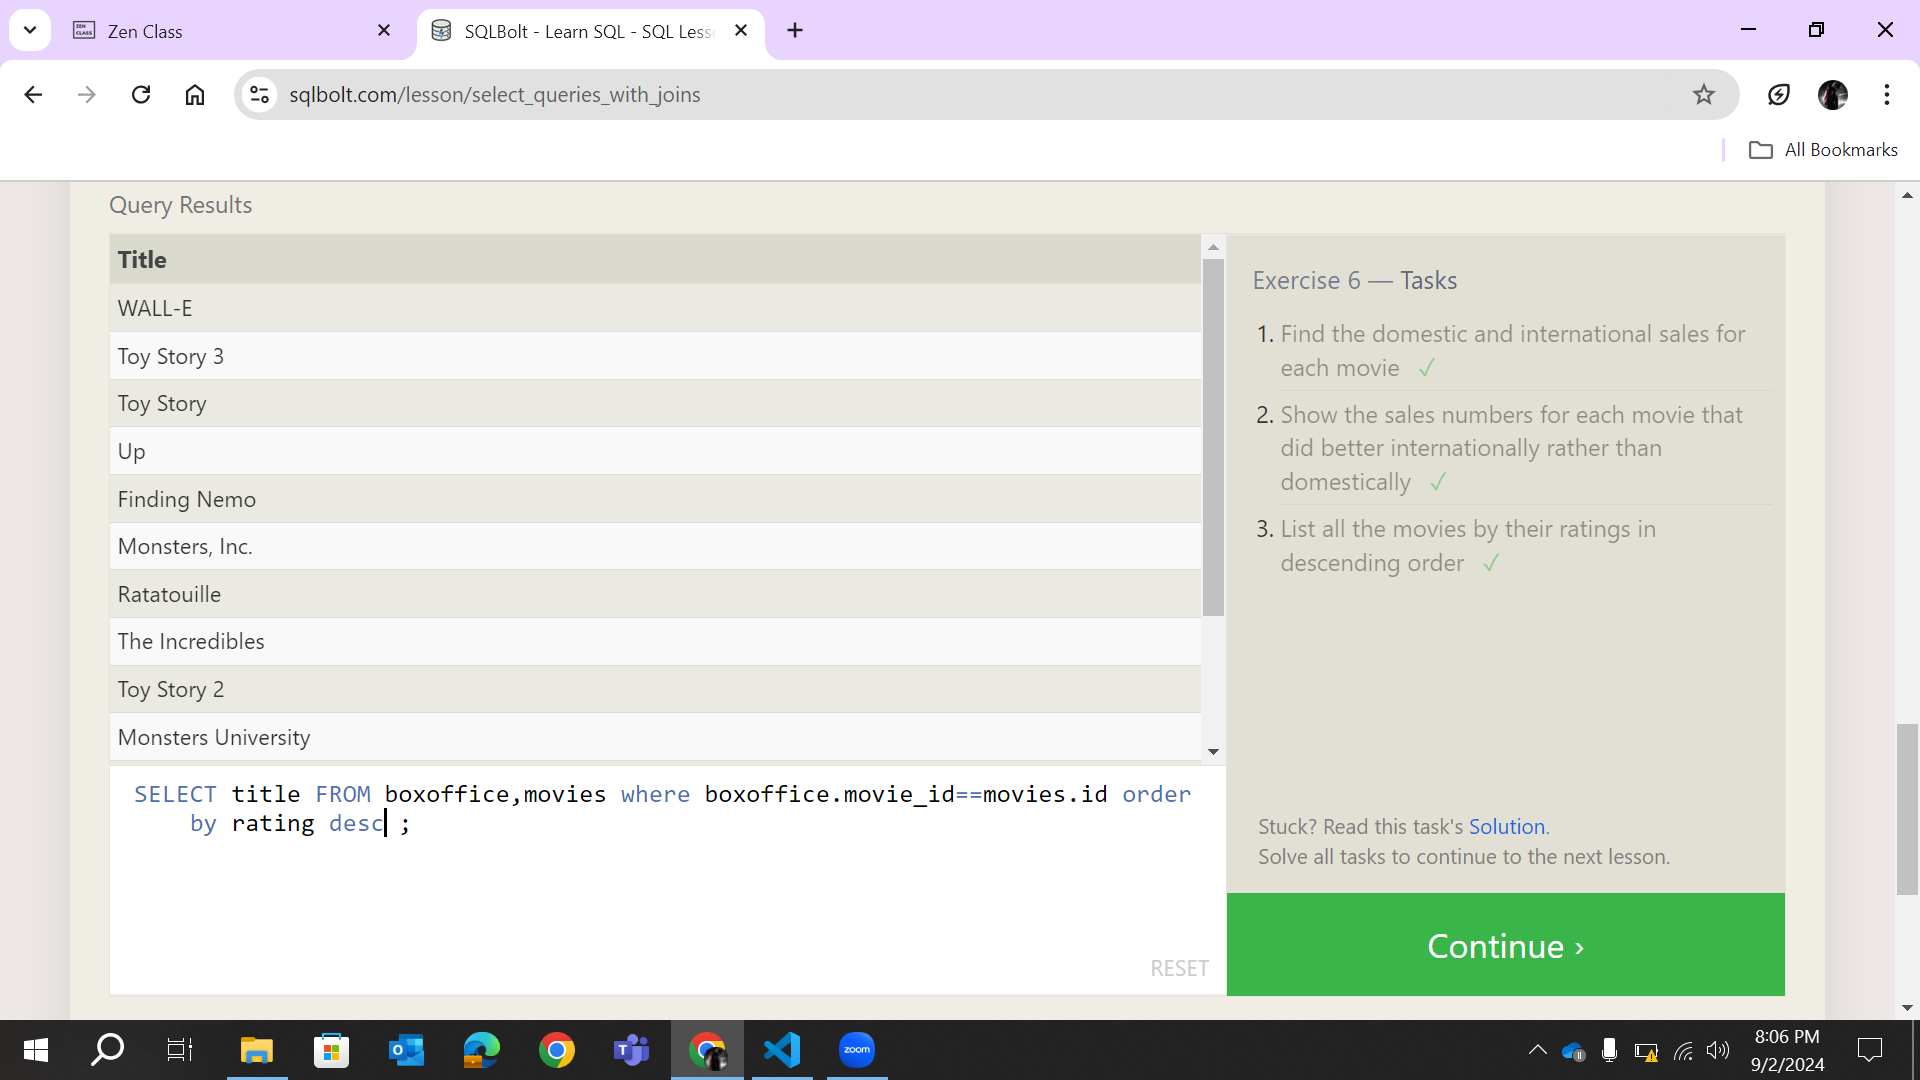 Zen Class
SQLBolt - Learn SQL - SQL Less
sqlbolt.com/lesson/select_queries_with_joins
All Bookmarks
Query Results
Title
WALL-E
Toy Story 3
Toy Story
Up
Finding Nemo
Monsters, Inc.
Ratatouille
The Incredibles
Toy Story 2
Monsters University
SELECT title FROM boxoffice,movies where boxoffice.movie_id==movies.id order
by rating desc ;
RESET
Exercise 6 — Tasks
1. Find the domestic and international sales for
each movie ✓
2. Show the sales numbers for each movie that
did better internationally rather than
domestically ✓
3. List all the movies by their ratings in
descending order ✓
Stuck? Read this task's Solution.
Solve all tasks to continue to the next lesson.
Continue ›
zoom
8:06 PM
9/2/2024